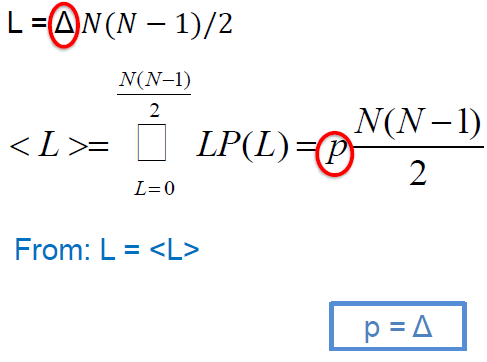 L = Δ N(N − 1)/2
N(N−1)
2
< L >= □ LP(L) = p N(N −1)
2
L=0
From: L = <L>
p = Δ